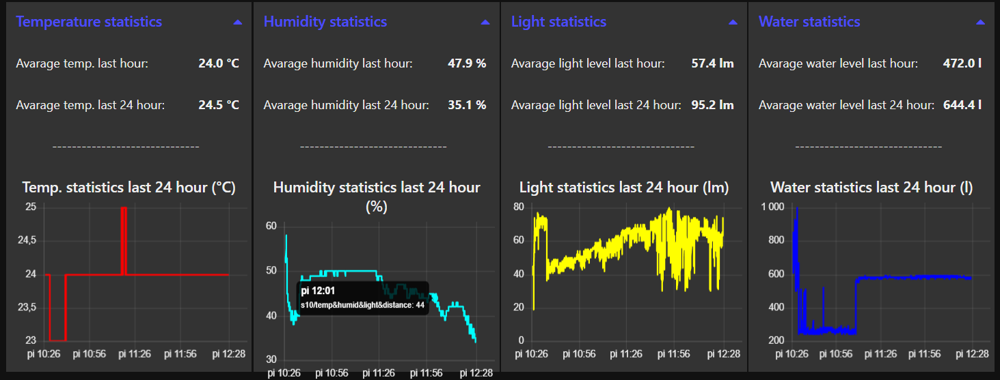 Temperature statistics
Avarage temp. last hour: 24.0 °C
Avarage temp. last 24 hour: 24.5 °C
------------------------------
Temp. statistics last 24 hour (°C)
25
24,5
24
23,5
23
pi 10:26 pi 10:56 pi 11:26 pi 11:56 pi 12:28
Humidity statistics
Avarage humidity last hour: 47.9 %
Avarage humidity last 24 hour: 35.1 %
------------------------------
Humidity statistics last 24 hour
(%)
60
50
40
30
pi 12:01
s10/temp&humid&light&distance: 44
pi 10:26 pi 10:56 pi 11:26 pi 11:56 pi 12:28
Light statistics
Avarage light level last hour: 57.4 lm
Avarage light level last 24 hour: 95.2 lm
------------------------------
Light statistics last 24 hour (lm)
80
60
40
20
0
pi 10:26 pi 10:56 pi 11:26 pi 11:56 pi 12:28
Water statistics
Avarage water level last hour: 472.0 l
Avarage water level last 24 hour: 644.4 l
------------------------------
Water statistics last 24 hour (l)
1 000
800
600
400
200
pi 10:26 pi 10:56 pi 11:26 pi 11:56 pi 12:28